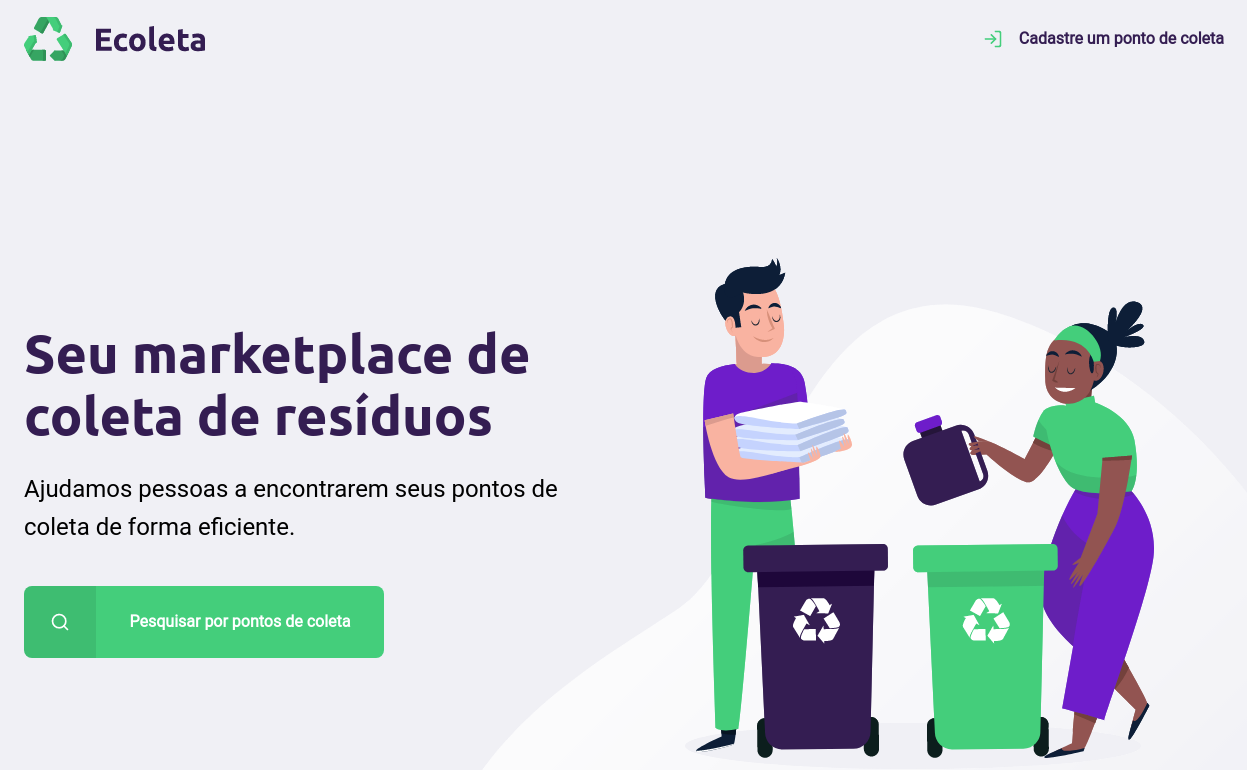 Ecoleta
Cadastre um ponto de coleta
Seu marketplace de
coleta de resíduos
Ajudamos pessoas a encontrarem seus pontos de
coleta de forma eficiente.
Pesquisar por pontos de coleta